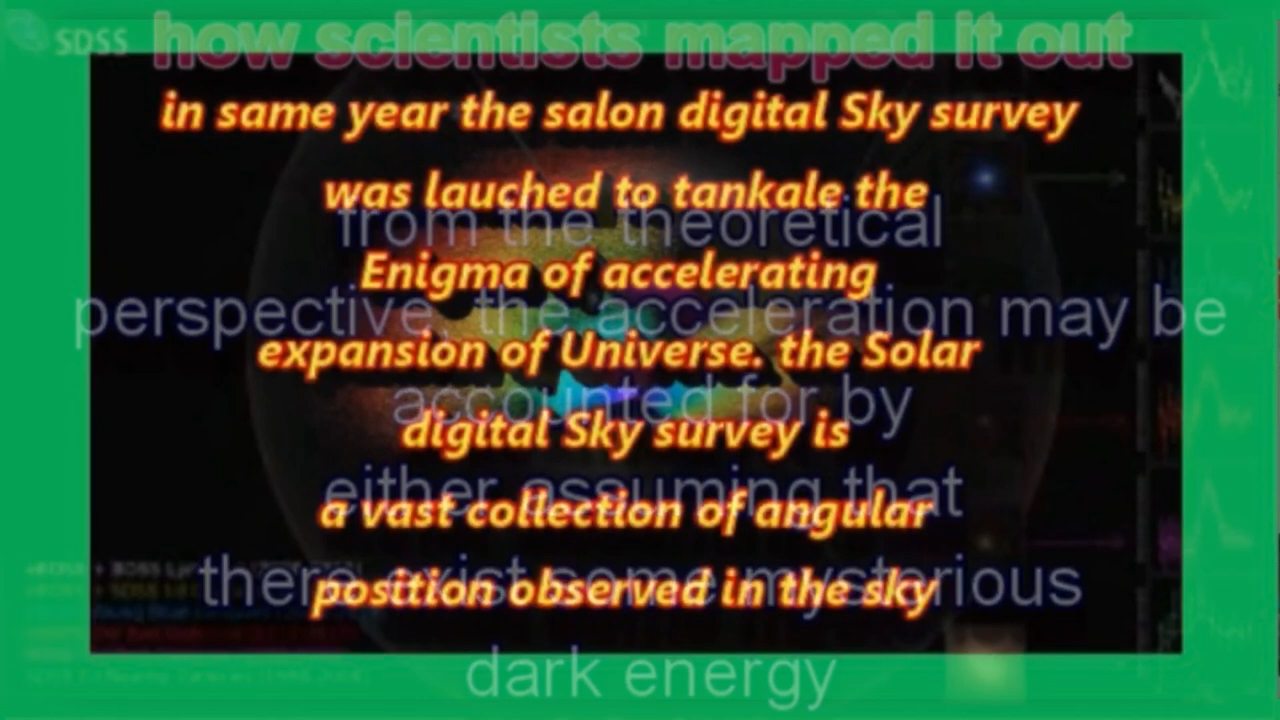 SDSS
how scientists mapped it out
in same year the salon digital Sky survey
was lauched to tankale the
from the theoretical
Enigma of accelerating
perspective, the acceleration may be
expansion of Universe. the Solar
accounted for by
digital Sky survey is
either assuming that
a vast collection of angular
there exist some mysterious
position observed in the sky
dark energy